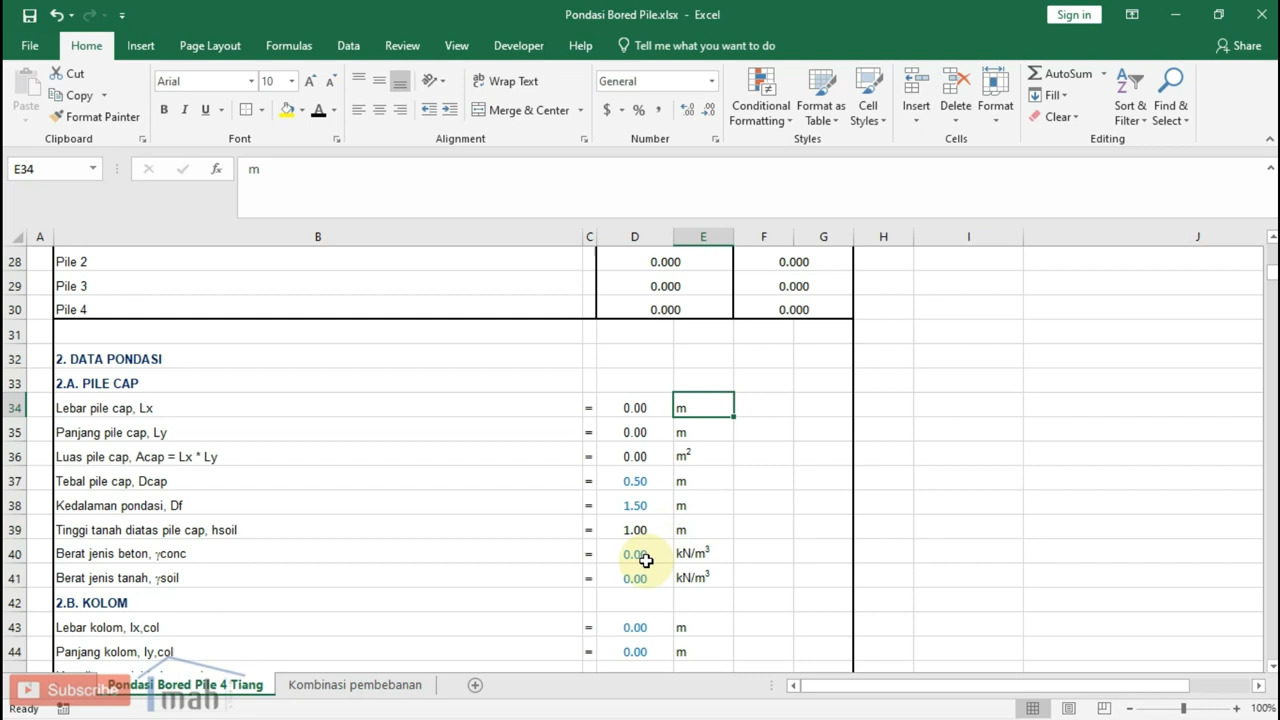 Pondasi Bored Pile.xlsx - Excel
Sign in
File Home Insert Page Layout Formulas Data Review View Developer Help Tell me what you want to do Share
Paste
Cut
Copy
Format Painter
Clipboard
Arial 10
B I U
Font
Wrap Text
Merge & Center
Alignment
General
$ % ,
Number
Conditional Formatting
Format as Table
Cell Styles
Styles
Insert
Delete
Format
Cells
AutoSum
Fill
Clear
Sort & Filter
Find & Select
Editing
E34 fx m
A B C D E F G H I J
28 Pile 2 0.000 0.000
29 Pile 3 0.000 0.000
30 Pile 4 0.000 0.000
31
32 2. DATA PONDASI
33 2.A. PILE CAP
34 Lebar pile cap, Lx = 0.00 m
35 Panjang pile cap, Ly = 0.00 m
36 Luas pile cap, Acap = Lx * Ly = 0.00 m²
37 Tebal pile cap, Dcap = 0.50 m
38 Kedalaman pondasi, Df = 1.50 m
39 Tinggi tanah diatas pile cap, hsoil = 1.00 m
40 Berat jenis beton, γconc = 0.00 kN/m³
41 Berat jenis tanah, γsoil = 0.00 kN/m³
42 2.B. KOLOM
43 Lebar kolom, lx,col = 0.00 m
44 Panjang kolom, ly,col = 0.00 m
Subscribe
Imah
Pondasi Bored Pile 4 Tiang Kombinasi pembebanan
Ready 100%